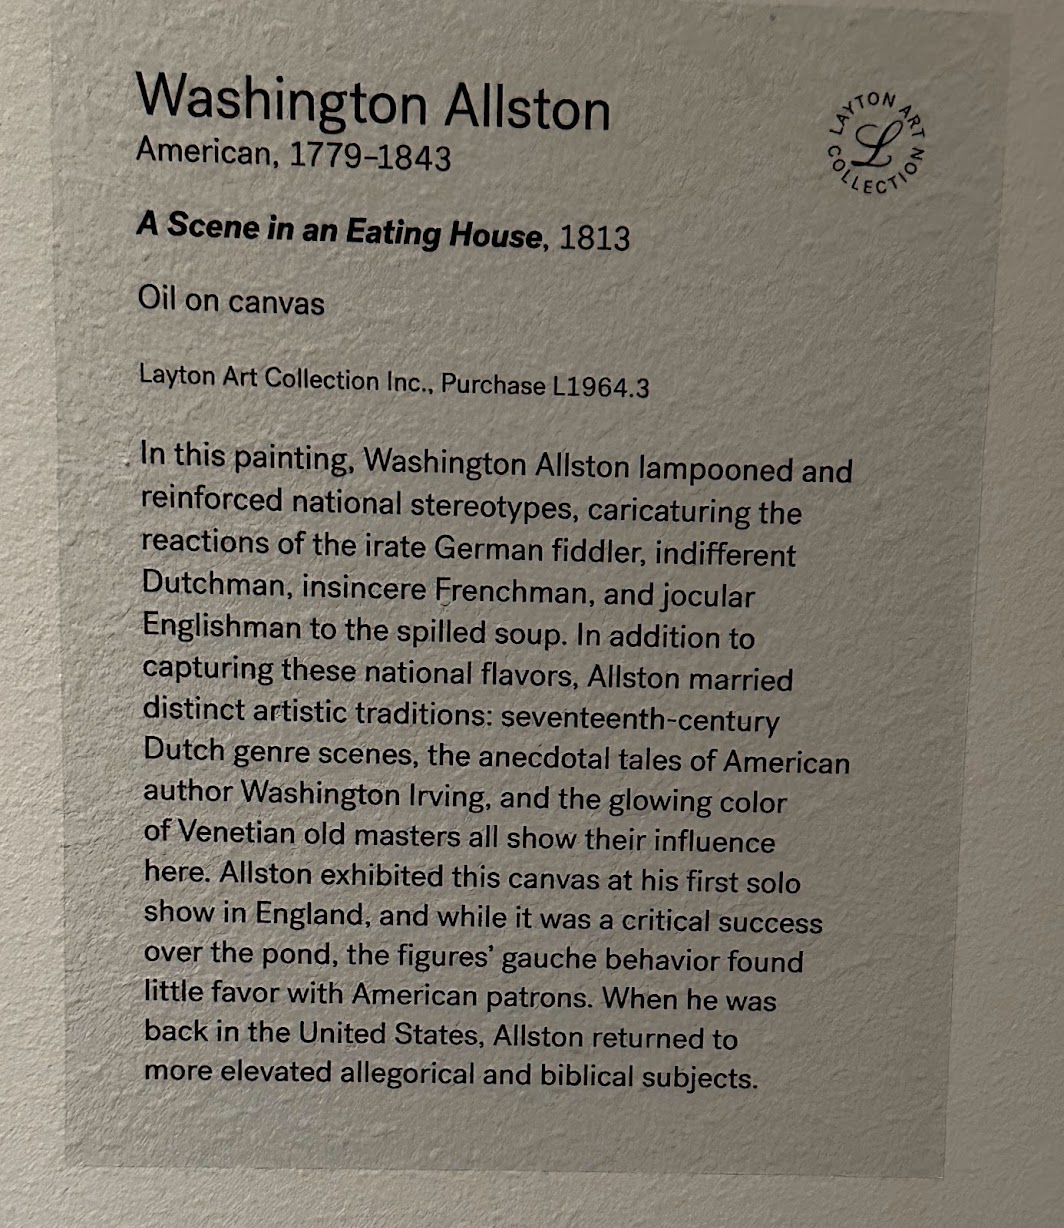 Washington Allston
American, 1779–1843
LAYTON ART COLLECTION
L
A Scene in an Eating House, 1813
Oil on canvas
Layton Art Collection Inc., Purchase L1964.3
In this painting, Washington Allston lampooned and
reinforced national stereotypes, caricaturing the
reactions of the irate German fiddler, indifferent
Dutchman, insincere Frenchman, and jocular
Englishman to the spilled soup. In addition to
capturing these national flavors, Allston married
distinct artistic traditions: seventeenth-century
Dutch genre scenes, the anecdotal tales of American
author Washington Irving, and the glowing color
of Venetian old masters all show their influence
here. Allston exhibited this canvas at his first solo
show in England, and while it was a critical success
over the pond, the figures’ gauche behavior found
little favor with American patrons. When he was
back in the United States, Allston returned to
more elevated allegorical and biblical subjects.